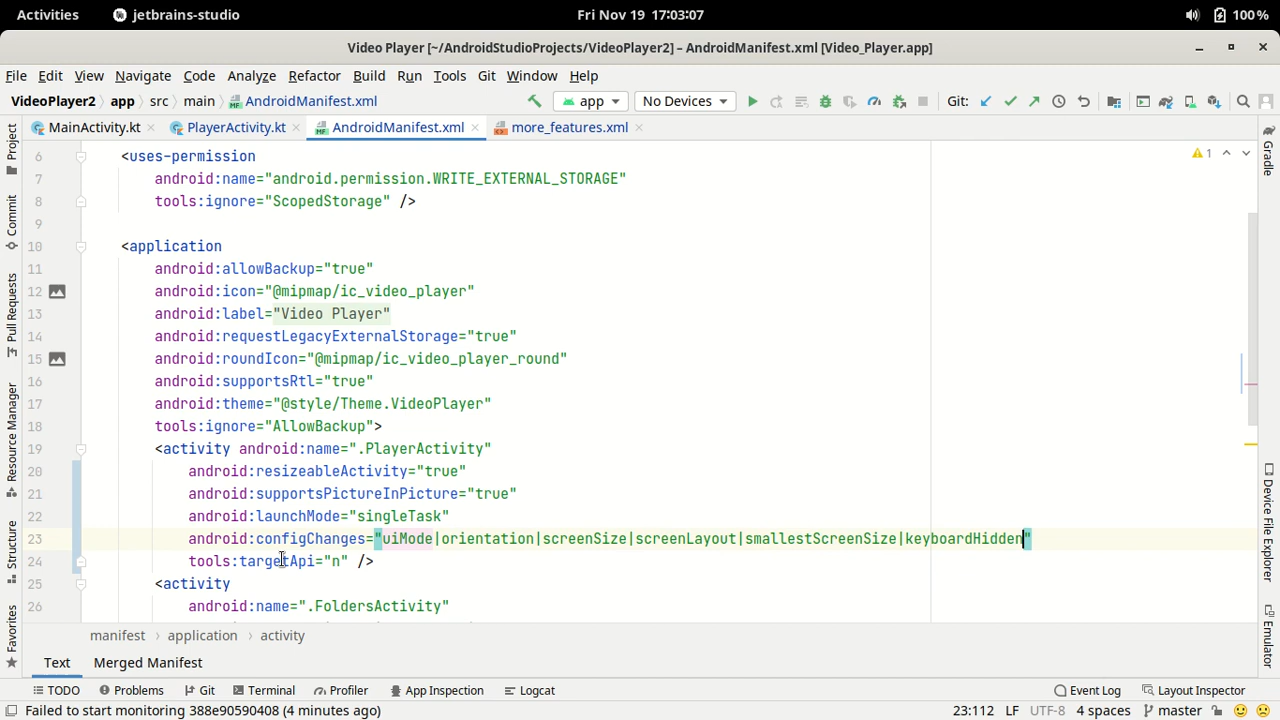 Activities jetbrains-studio Fri Nov 19 17:03:07 100%
Video Player [~/AndroidStudioProjects/VideoPlayer2] – AndroidManifest.xml [Video_Player.app]
File Edit View Navigate Code Analyze Refactor Build Run Tools Git Window Help
VideoPlayer2 app src main AndroidManifest.xml app No Devices Git:
MainActivity.kt PlayerActivity.kt AndroidManifest.xml more_features.xml
Project
Commit
Pull Requests
Resource Manager
Structure
Favorites
6 <uses-permission
7 android:name="android.permission.WRITE_EXTERNAL_STORAGE"
8 tools:ignore="ScopedStorage" />
9
10 <application
11 android:allowBackup="true"
12 android:icon="@mipmap/ic_video_player"
13 android:label="Video Player"
14 android:requestLegacyExternalStorage="true"
15 android:roundIcon="@mipmap/ic_video_player_round"
16 android:supportsRtl="true"
17 android:theme="@style/Theme.VideoPlayer"
18 tools:ignore="AllowBackup">
19 <activity android:name=".PlayerActivity"
20 android:resizeableActivity="true"
21 android:supportsPictureInPicture="true"
22 android:launchMode="singleTask"
23 android:configChanges="uiMode|orientation|screenSize|screenLayout|smallestScreenSize|keyboardHidden"
24 tools:targetApi="n" />
25 <activity
26 android:name=".FoldersActivity"
1
Gradle
Device File Explorer
Emulator
manifest application activity
Text Merged Manifest
TODO Problems Git Terminal Profiler App Inspection Logcat Event Log Layout Inspector
Failed to start monitoring 388e90590408 (4 minutes ago) 23:112 LF UTF-8 4 spaces master